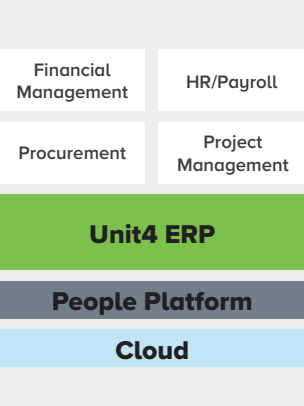 Financial
Management
HR/Payroll
Procurement
Project
Management
Unit4 ERP
People Platform
Cloud